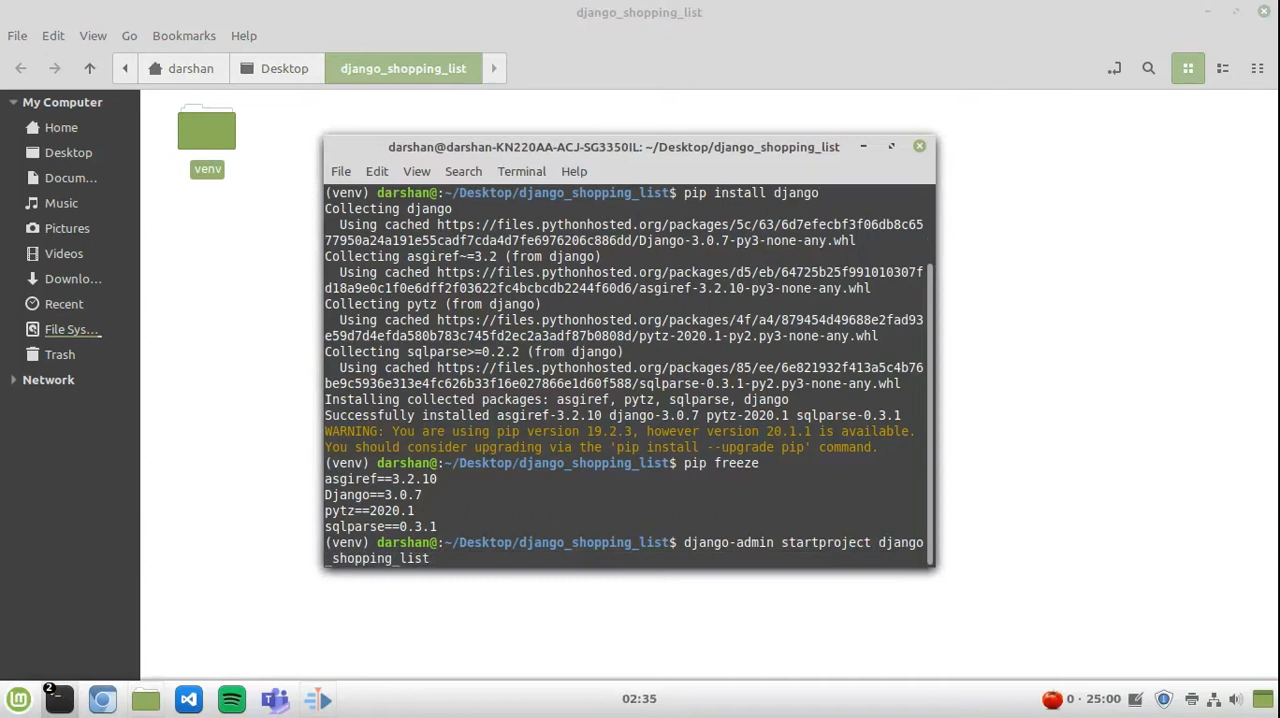 django_shopping_list
File Edit View Go Bookmarks Help
darshan Desktop django_shopping_list
My Computer
Home
Desktop
Docum...
Music
Pictures
Videos
Downlo...
Recent
File Sys...
Trash
Network
venv
darshan@darshan-KN220AA-ACJ-SG3350IL: ~/Desktop/django_shopping_list
File Edit View Search Terminal Help
(venv) darshan@:~/Desktop/django_shopping_list$ pip install django
Collecting django
  Using cached https://files.pythonhosted.org/packages/5c/63/6d7efecbf3f06db8c65
77950a24a191e55cadf7cda4d7fe6976206c886dd/Django-3.0.7-py3-none-any.whl
Collecting asgiref~=3.2 (from django)
  Using cached https://files.pythonhosted.org/packages/d5/eb/64725b25f991010307f
d18a9e0c1f0e6dff2f03622fc4bcbcdb2244f60d6/asgiref-3.2.10-py3-none-any.whl
Collecting pytz (from django)
  Using cached https://files.pythonhosted.org/packages/4f/a4/879454d49688e2fad93
e59d7d4efda580b783c745fd2ec2a3adf87b0808d/pytz-2020.1-py2.py3-none-any.whl
Collecting sqlparse>=0.2.2 (from django)
  Using cached https://files.pythonhosted.org/packages/85/ee/6e821932f413a5c4b76
be9c5936e313e4fc626b33f16e027866e1d60f588/sqlparse-0.3.1-py2.py3-none-any.whl
Installing collected packages: asgiref, pytz, sqlparse, django
Successfully installed asgiref-3.2.10 django-3.0.7 pytz-2020.1 sqlparse-0.3.1
WARNING: You are using pip version 19.2.3, however version 20.1.1 is available.
You should consider upgrading via the 'pip install --upgrade pip' command.
(venv) darshan@:~/Desktop/django_shopping_list$ pip freeze
asgiref==3.2.10
Django==3.0.7
pytz==2020.1
sqlparse==0.3.1
(venv) darshan@:~/Desktop/django_shopping_list$ django-admin startproject django
_shopping_list
2
02:35
0 · 25:00